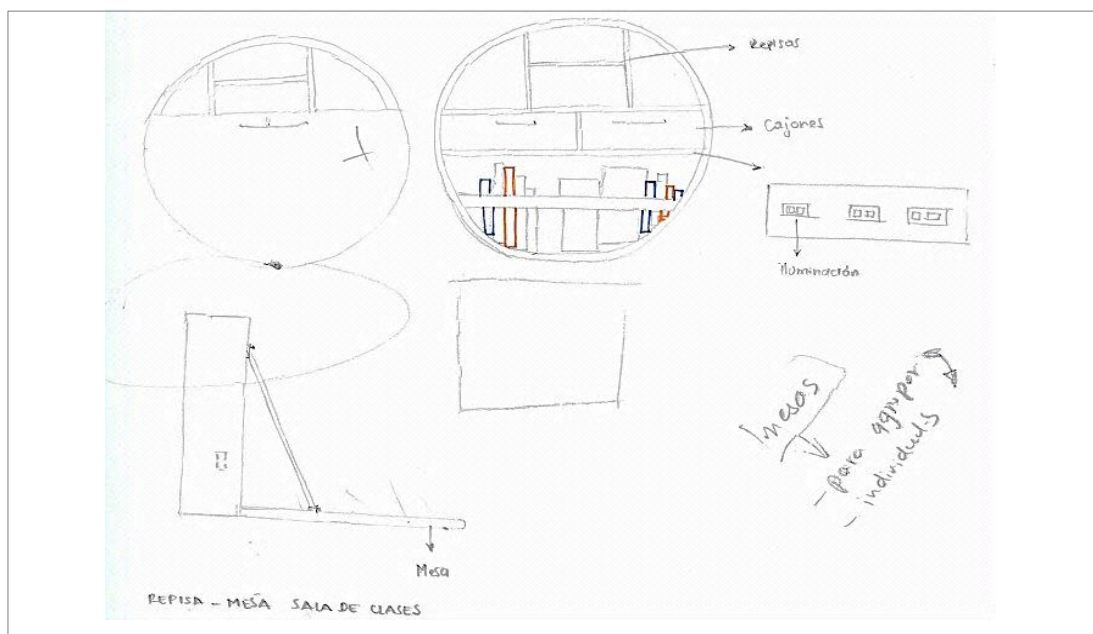 Repisas
Cajones
Iluminación
Mesas
- para agrupar
- individuales
Mesa
REPISA - MESA SALA DE CLASES